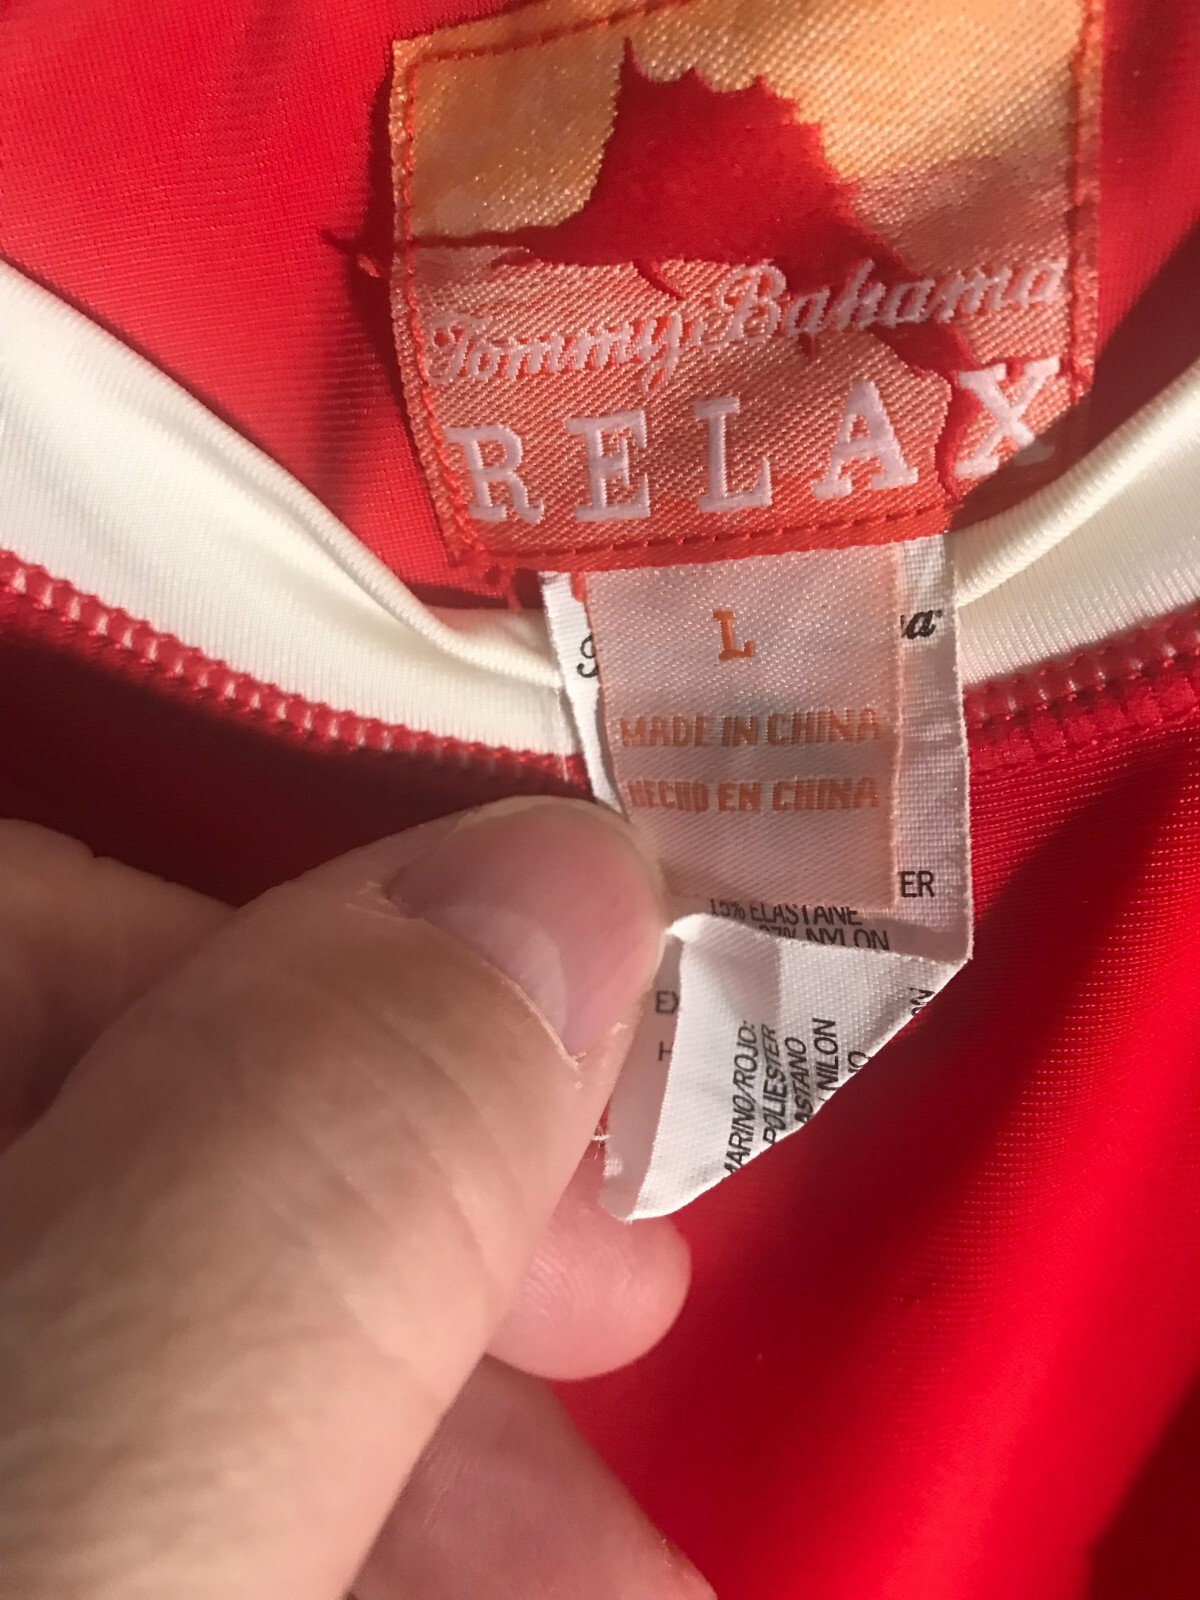 Tommy Bahama
RELAX
L
MADE IN CHINA
HECHO EN CHINA
ER
15% ELASTANE
NYLON
MARINO/ROJO:
POLIESTER
NILON